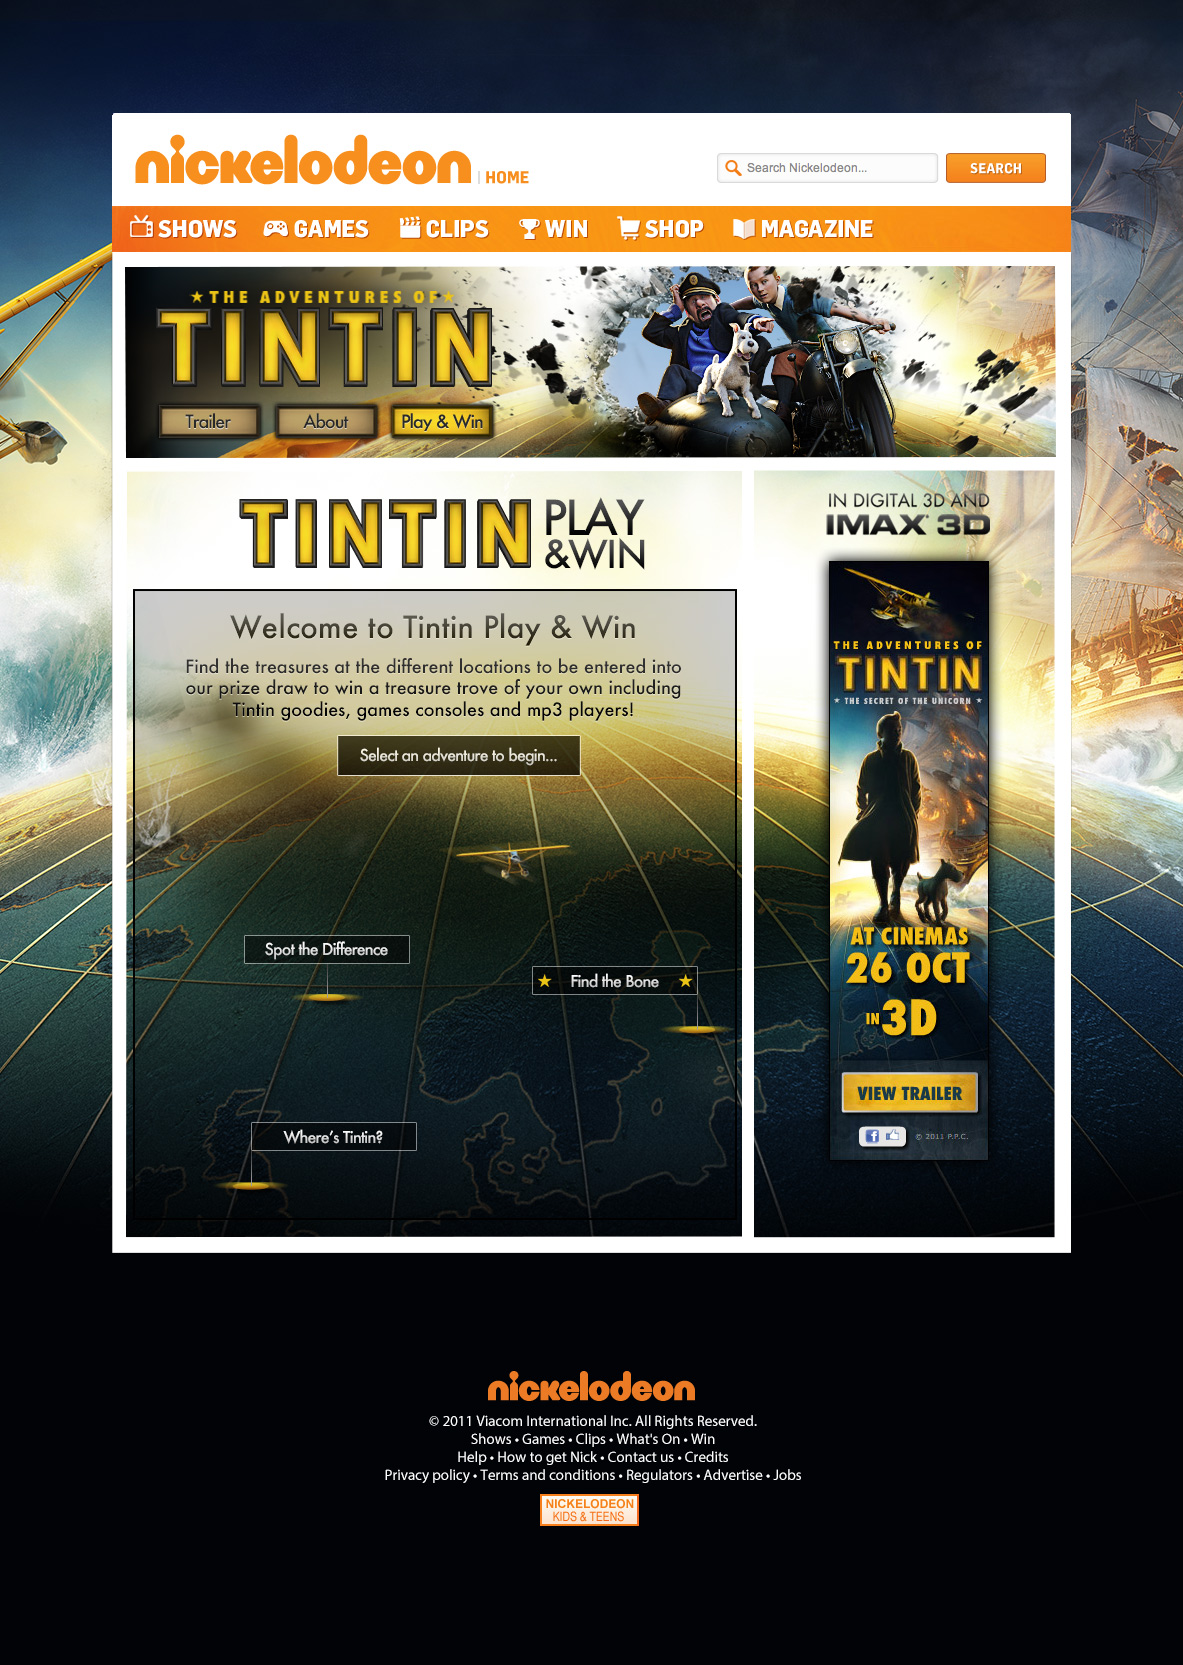 nickelodeon | HOME
Search Nickelodeon...
SEARCH
SHOWS
GAMES
CLIPS
WIN
SHOP
MAGAZINE
THE ADVENTURES OF
TINTIN
Trailer
About
Play & Win
TINTIN PLAY
&WIN
Welcome to Tintin Play & Win
Find the treasures at the different locations to be entered into
our prize draw to win a treasure trove of your own including
Tintin goodies, games consoles and mp3 players!
Select an adventure to begin...
Spot the Difference
Find the Bone
Where's Tintin?
IN DIGITAL 3D AND
IMAX 3D
THE ADVENTURES OF
TINTIN
THE SECRET OF THE UNICORN
AT CINEMAS
26 OCT
IN 3D
VIEW TRAILER
© 2011 P.P.C.
nickelodeon
© 2011 Viacom International Inc. All Rights Reserved.
Shows • Games • Clips • What's On • Win
Help • How to get Nick • Contact us • Credits
Privacy policy • Terms and conditions • Regulators • Advertise • Jobs
NICKELODEON
KIDS & TEENS